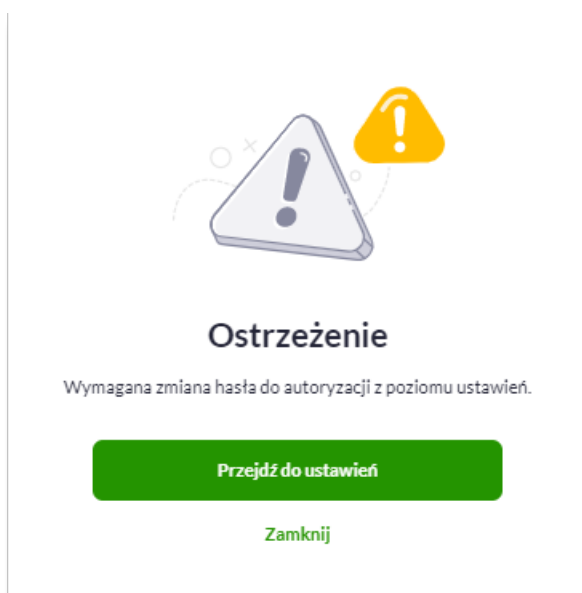 Ostrzeżenie
Wymagana zmiana hasła do autoryzacji z poziomu ustawień.
Przejdź do ustawień
Zamknij